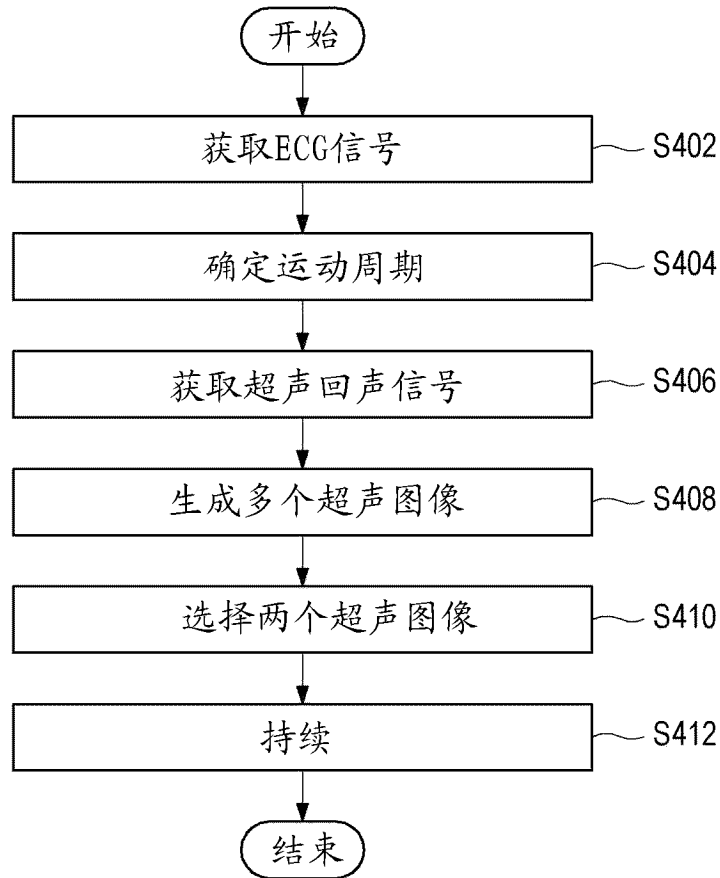 开始
获取ECG信号
S402
确定运动周期
S404
获取超声回声信号
S406
生成多个超声图像
S408
选择两个超声图像
S410
持续
S412
结束